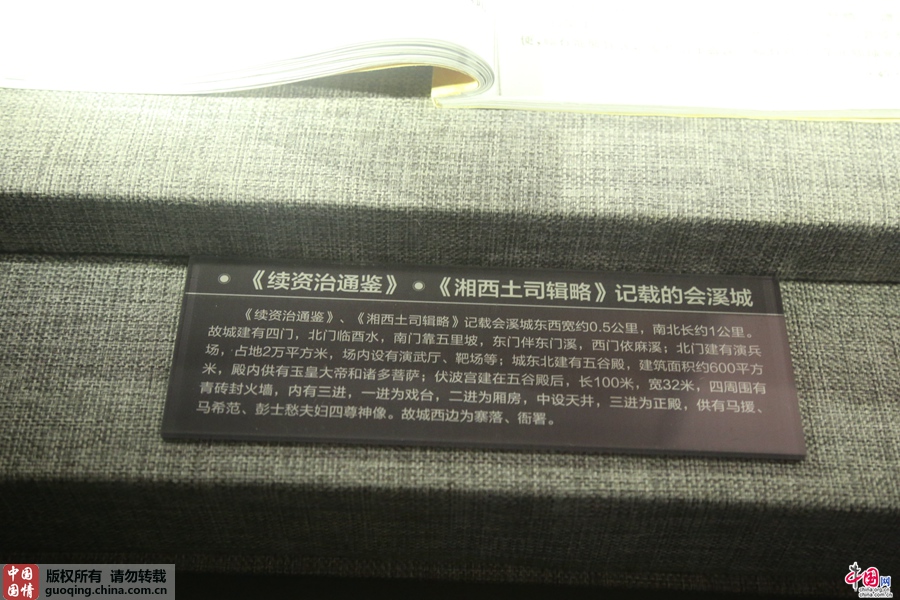 ● 《续资治通鉴》 ● 《湘西土司辑略》记载的会溪城
《续资治通鉴》、《湘西土司辑略》记载会溪城东西宽约0.5公里，南北长约1公里。
故城建有四门，北门临酉水，南门靠五里坡，东门伴东门溪，西门依麻溪；北门建有演兵
场，占地2万平方米，场内设有演武厅、靶场等；城东北建有五谷殿，建筑面积约600平方
米，殿内供有玉皇大帝和诸多菩萨；伏波宫建在五谷殿后，长100米，宽32米，四周围有
青砖封火墙，内有三进，一进为戏台，二进为厢房，中设天井，三进为正殿，供有马援、
马希范、彭士愁夫妇四尊神像。故城西边为寨落、衙署。
中国国情
版权所有 请勿转载
guoqing.china.com.cn
中国网
china.com.cn